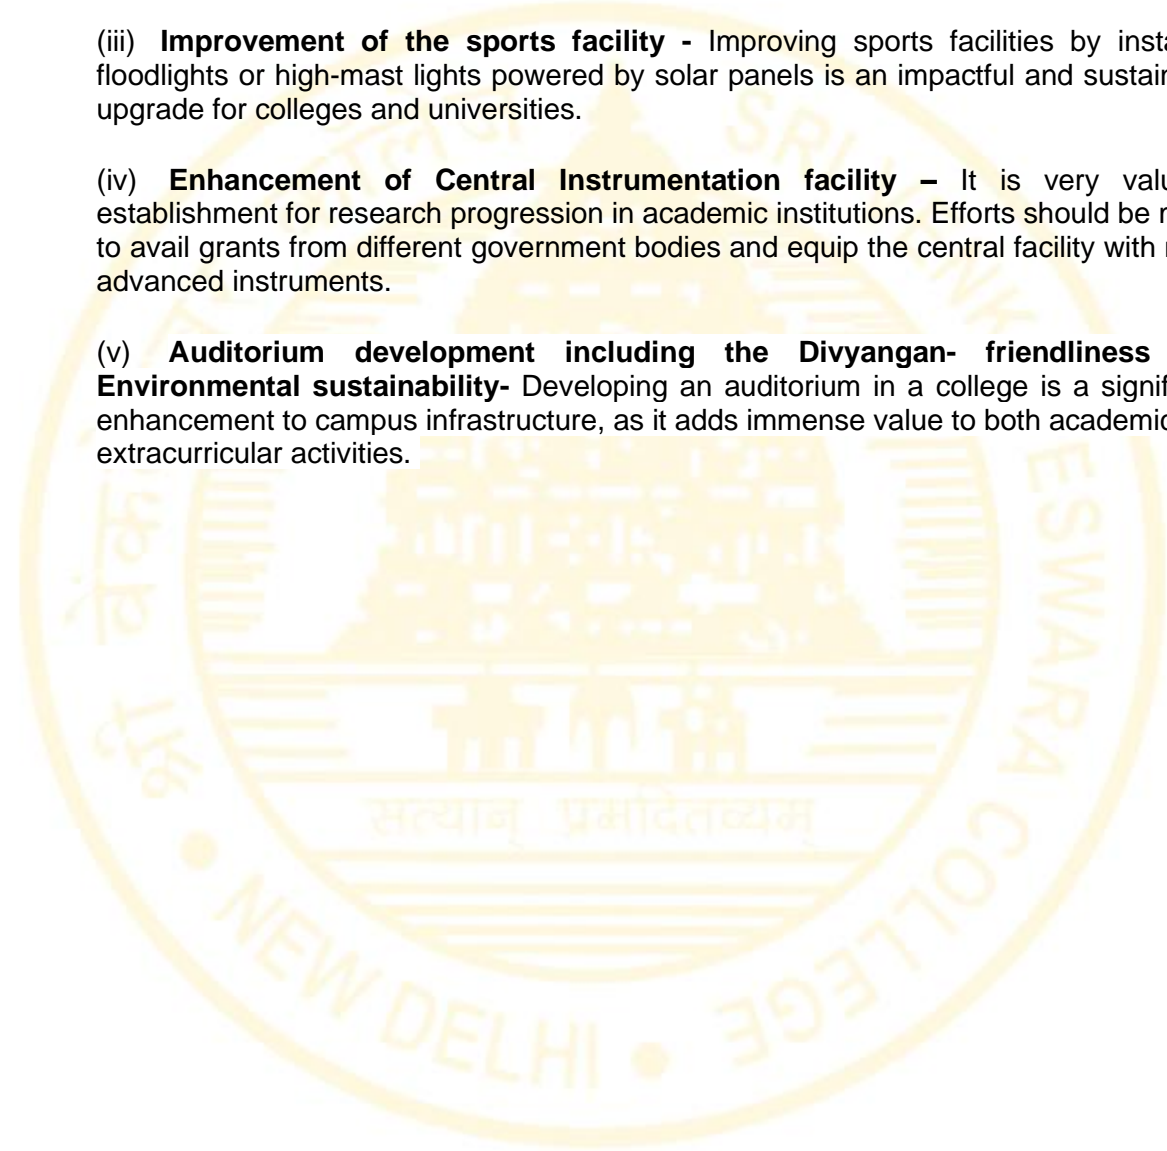 (iii) Improvement of the sports facility - Improving sports facilities by insta
floodlights or high-mast lights powered by solar panels is an impactful and sustain
upgrade for colleges and universities.
(iv) Enhancement of Central Instrumentation facility – It is very valu
establishment for research progression in academic institutions. Efforts should be
to avail grants from different government bodies and equip the central facility with
advanced instruments.
(v) Auditorium development including the Divyangan- friendliness
Environmental sustainability- Developing an auditorium in a college is a signif
enhancement to campus infrastructure, as it adds immense value to both academic
extracurricular activities.
सत्यान्न प्रमदितव्यम्
NEW DELHI
COLLEGE